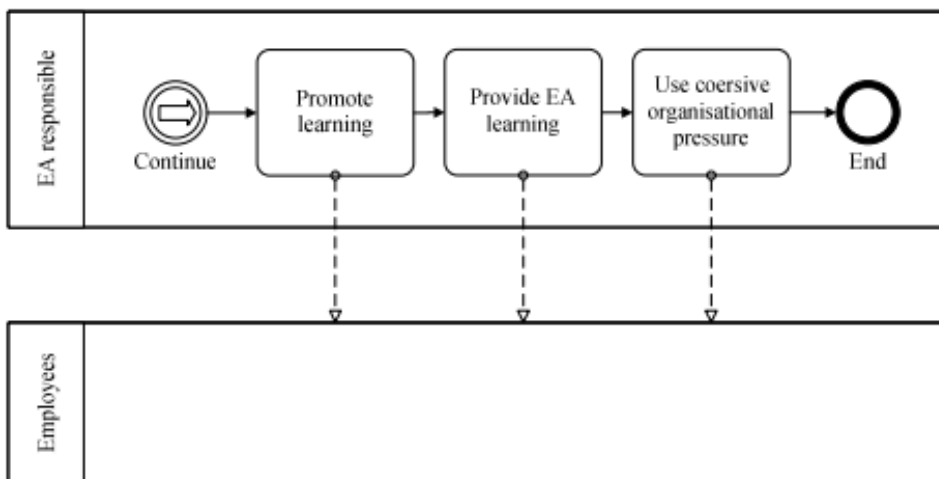 EA responsible
Continue
Promote
learning
Provide EA
learning
Use coersive
organisational
pressure
End
Employees